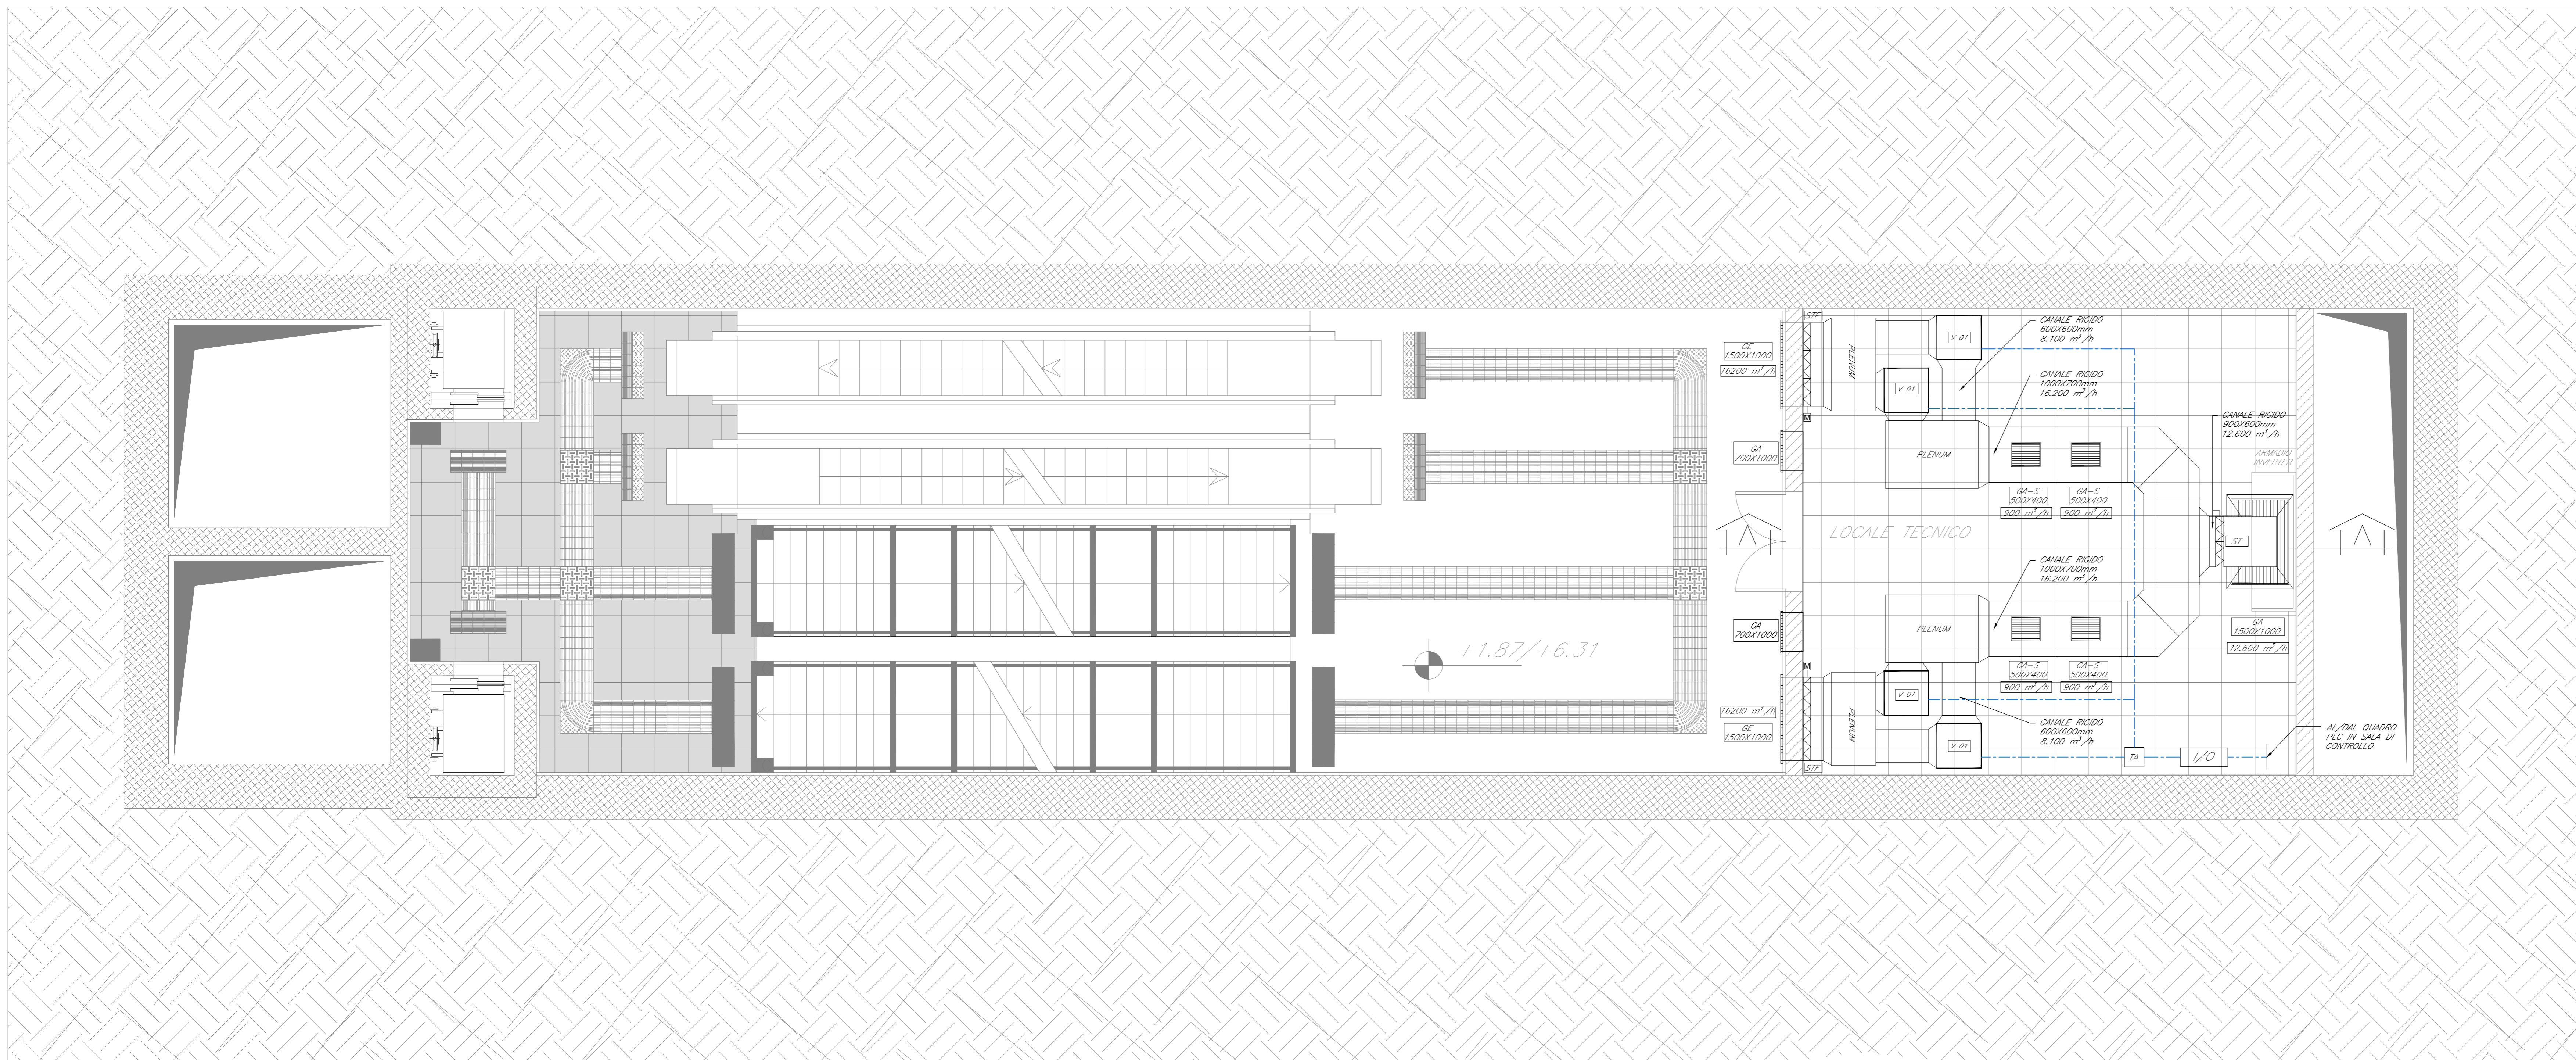 STF
GE
1500X1000
16200 m³/h
PLENUM
V 01
V 01
M
CANALE RIGIDO
600X600mm
8.100 m³/h
CANALE RIGIDO
1000X700mm
16.200 m³/h
CANALE RIGIDO
900X600mm
12.600 m³/h
GA
700X1000
PLENUM
ARMADIO
INVERTER
GA-S
500X400
900 m³/h
GA-S
500X400
900 m³/h
A
LOCALE TECNICO
ST
A
CANALE RIGIDO
1000X700mm
16.200 m³/h
GA
700X1000
PLENUM
GA
1500X1000
12.600 m³/h
+1.87/+6.31
M
GA-S
500X400
900 m³/h
GA-S
500X400
900 m³/h
V 01
16200 m³/h
GE
1500X1000
PLENUM
V 01
CANALE RIGIDO
600X600mm
8.100 m³/h
AL/DAL QUADRO
PLC IN SALA DI
CONTROLLO
TA
I/O
STF